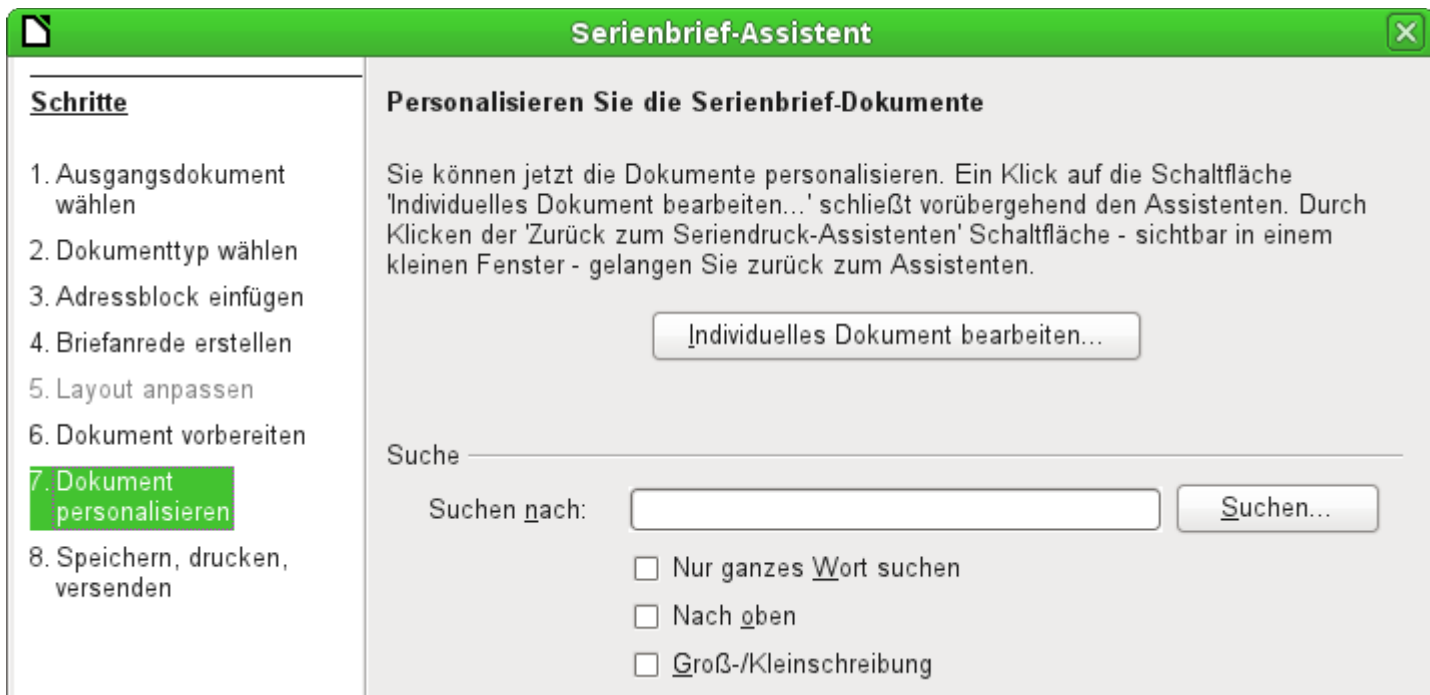 Serienbrief-Assistent
Schritte
1. Ausgangsdokument
wählen
2. Dokumenttyp wählen
3. Adressblock einfügen
4. Briefanrede erstellen
5. Layout anpassen
6. Dokument vorbereiten
7. Dokument
personalisieren
8. Speichern, drucken,
versenden
Personalisieren Sie die Serienbrief-Dokumente
Sie können jetzt die Dokumente personalisieren. Ein Klick auf die Schaltfläche
'Individuelles Dokument bearbeiten...' schließt vorübergehend den Assistenten. Durch
Klicken der 'Zurück zum Seriendruck-Assistenten' Schaltfläche - sichtbar in einem
kleinen Fenster - gelangen Sie zurück zum Assistenten.
Individuelles Dokument bearbeiten...
Suche
Suchen nach:
Suchen...
Nur ganzes Wort suchen
Nach oben
Groß-/Kleinschreibung